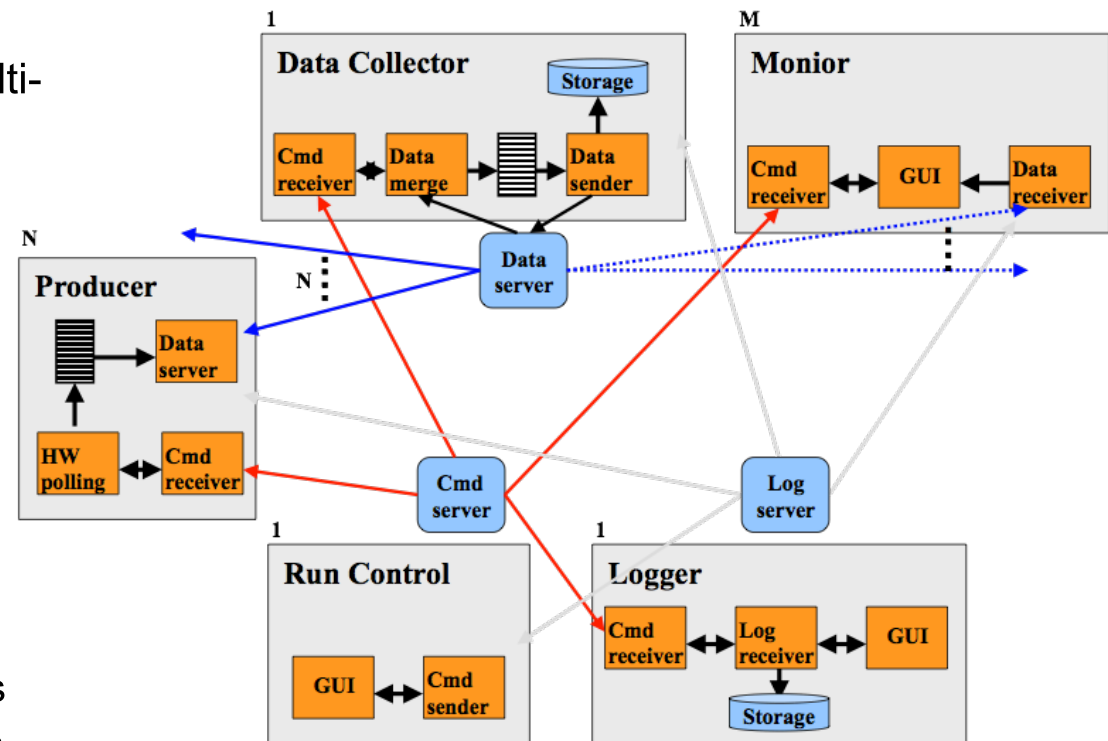 1
M
lti-
Data Collector
Storage
Cmd
receiver
Data
merge
Data
sender
Monior
Cmd
receiver
GUI
Data
receiver
N
Producer
N
Data
server
Data
server
HW
polling
Cmd
receiver
Cmd
server
Log
server
1
Run Control
GUI
Cmd
sender
1
Logger
Cmd
receiver
Log
receiver
GUI
Storage
s